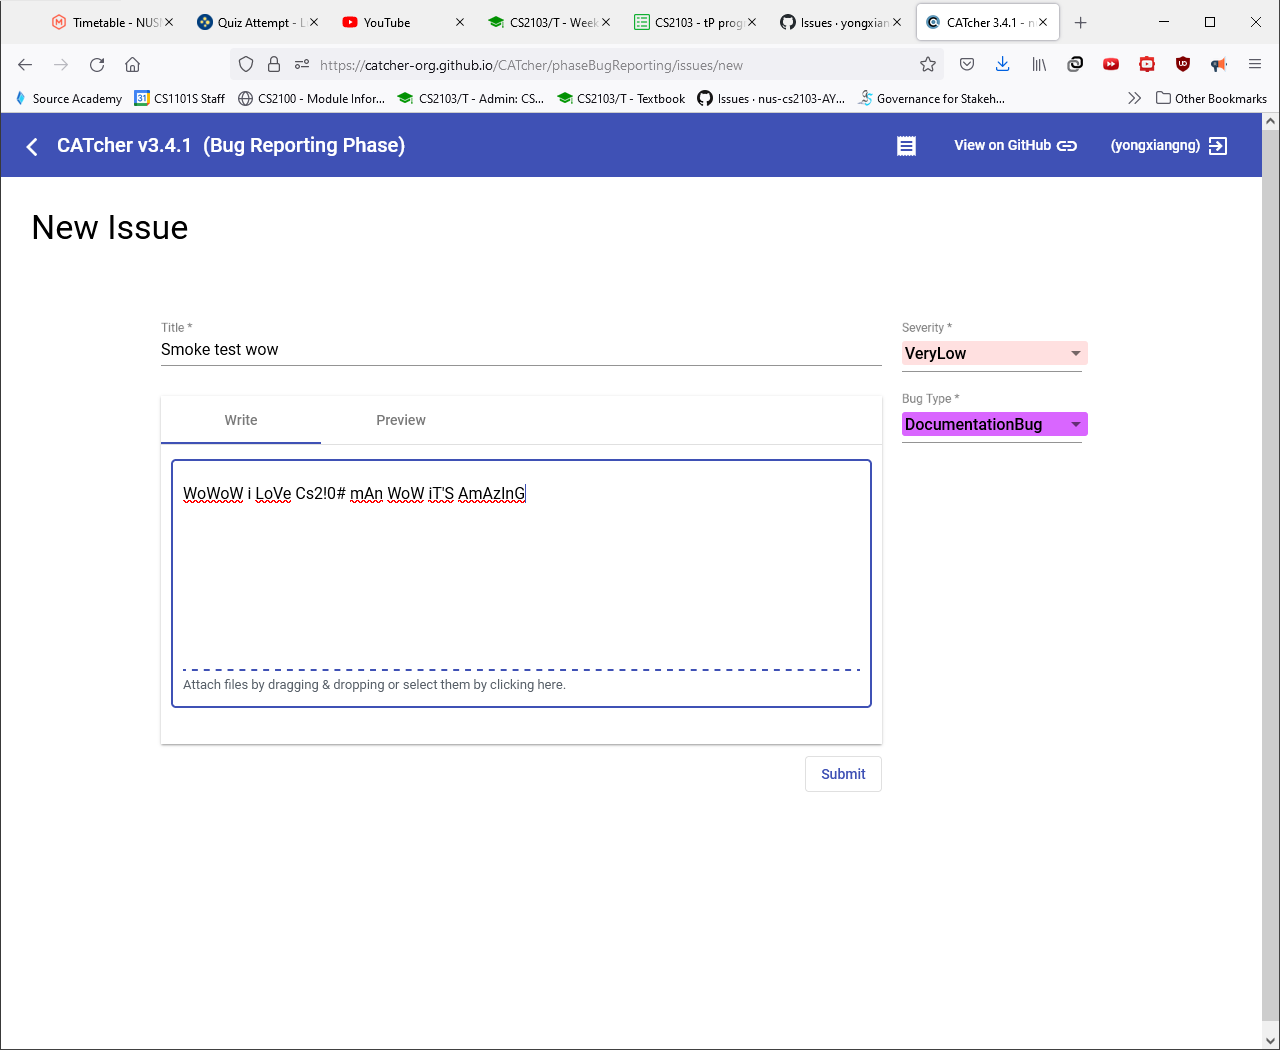 Timetable - NUSI
Quiz Attempt - L
YouTube
CS2103/T - Week
CS2103 - tP prog
Issues · yongxian
CATcher 3.4.1 - n
https://catcher-org.github.io/CATcher/phaseBugReporting/issues/new
Source Academy
CS1101S Staff
CS2100 - Module Infor...
CS2103/T - Admin: CS...
CS2103/T - Textbook
Issues · nus-cs2103-AY...
Governance for Stakeh...
Other Bookmarks
CATcher v3.4.1 (Bug Reporting Phase)
View on GitHub
(yongxiangng)
New Issue
Title *
Smoke test wow
Severity *
VeryLow
Bug Type *
DocumentationBug
Write
Preview
WoWoW i LoVe Cs2!0# mAn WoW iT'S AmAzInG
Attach files by dragging & dropping or select them by clicking here.
Submit